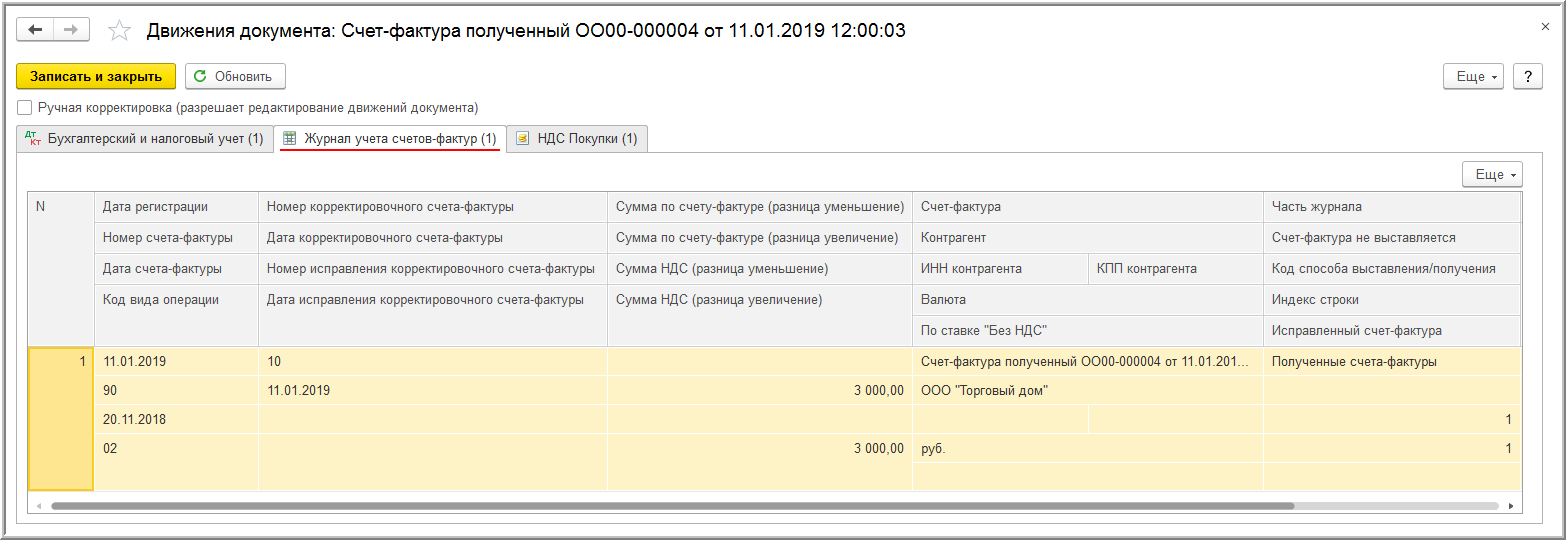 Движения документа: Счет-фактура полученный ОО00-000004 от 11.01.2019 12:00:03
Записать и закрыть Обновить Еще ?
Ручная корректировка (разрешает редактирование движений документа)
Дт Кт Бухгалтерский и налоговый учет (1) Журнал учета счетов-фактур (1) НДС Покупки (1)
Еще
N Дата регистрации Номер корректировочного счета-фактуры Сумма по счету-фактуре (разница уменьшение) Счет-фактура Часть журнала
Номер счета-фактуры Дата корректировочного счета-фактуры Сумма по счету-фактуре (разница увеличение) Контрагент Счет-фактура не выставляется
Дата счета-фактуры Номер исправления корректировочного счета-фактуры Сумма НДС (разница уменьшение) ИНН контрагента КПП контрагента Код способа выставления/получения
Код вида операции Дата исправления корректировочного счета-фактуры Сумма НДС (разница увеличение) Валюта Индекс строки
По ставке "Без НДС" Исправленный счет-фактура
1 11.01.2019 10 Счет-фактура полученный ОО00-000004 от 11.01.201... Полученные счета-фактуры
90 11.01.2019 3 000,00 ООО "Торговый дом"
20.11.2018 1
02 3 000,00 руб. 1